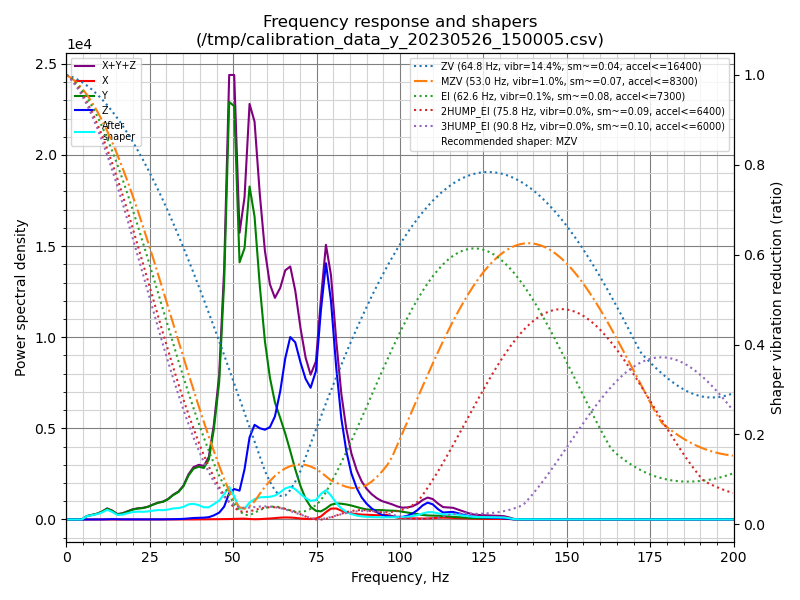 Frequency response and shapers
(/tmp/calibration_data_y_20230526_150005.csv)
1e4
X+Y+Z
X
Y
Z
After
shaper
ZV (64.8 Hz, vibr=14.4%, sm~=0.04, accel<=16400)
MZV (53.0 Hz, vibr=1.0%, sm~=0.07, accel<=8300)
EI (62.6 Hz, vibr=0.1%, sm~=0.08, accel<=7300)
2HUMP_EI (75.8 Hz, vibr=0.0%, sm~=0.09, accel<=6400)
3HUMP_EI (90.8 Hz, vibr=0.0%, sm~=0.10, accel<=6000)
Recommended shaper: MZV
Power spectral density
2.5
2.0
1.5
1.0
0.5
0.0
1.0
0.8
0.6
0.4
0.2
0.0
Shaper vibration reduction (ratio)
0 25 50 75 100 125 150 175 200
Frequency, Hz